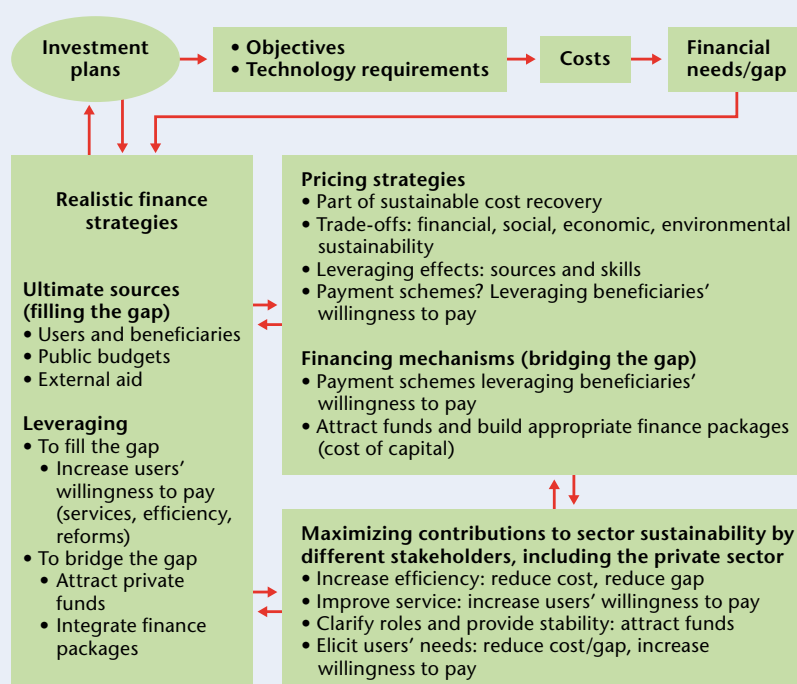 Investment
plans
• Objectives
• Technology requirements
Costs
Financial
needs/gap
Realistic finance
strategies
Ultimate sources
(filling the gap)
• Users and beneficiaries
• Public budgets
• External aid
Leveraging
• To fill the gap
• Increase users’
willingness to pay
(services, efficiency,
reforms)
• To bridge the gap
• Attract private
funds
• Integrate finance
packages
Pricing strategies
• Part of sustainable cost recovery
• Trade-offs: financial, social, economic, environmental
sustainability
• Leveraging effects: sources and skills
• Payment schemes? Leveraging beneficiaries’
willingness to pay
Financing mechanisms (bridging the gap)
• Payment schemes leveraging beneficiaries’
willingness to pay
• Attract funds and build appropriate finance packages
(cost of capital)
Maximizing contributions to sector sustainability by
different stakeholders, including the private sector
• Increase efficiency: reduce cost, reduce gap
• Improve service: increase users’ willingness to pay
• Clarify roles and provide stability: attract funds
• Elicit users’ needs: reduce cost/gap, increase
willingness to pay